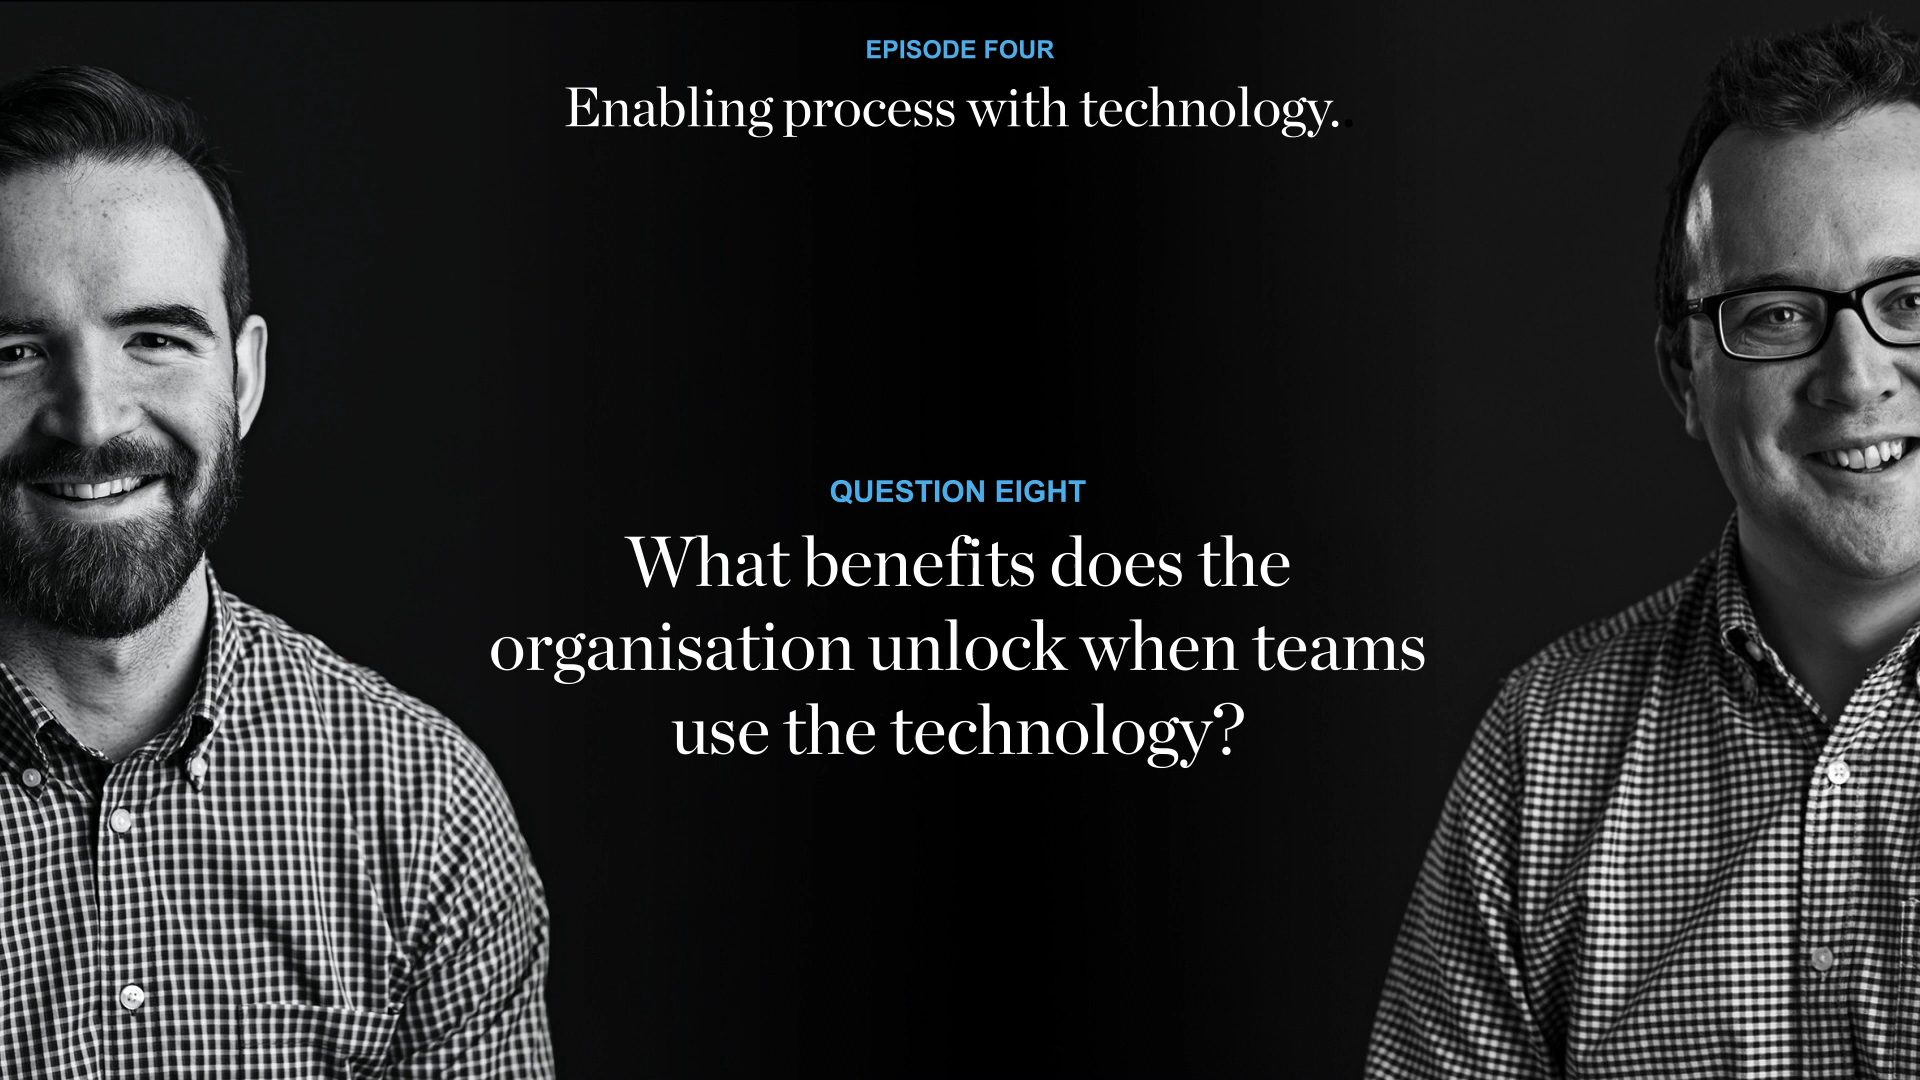 EPISODE FOUR
Enabling process with technology..
QUESTION EIGHT
What benefits does the
organisation unlock when teams
use the technology?